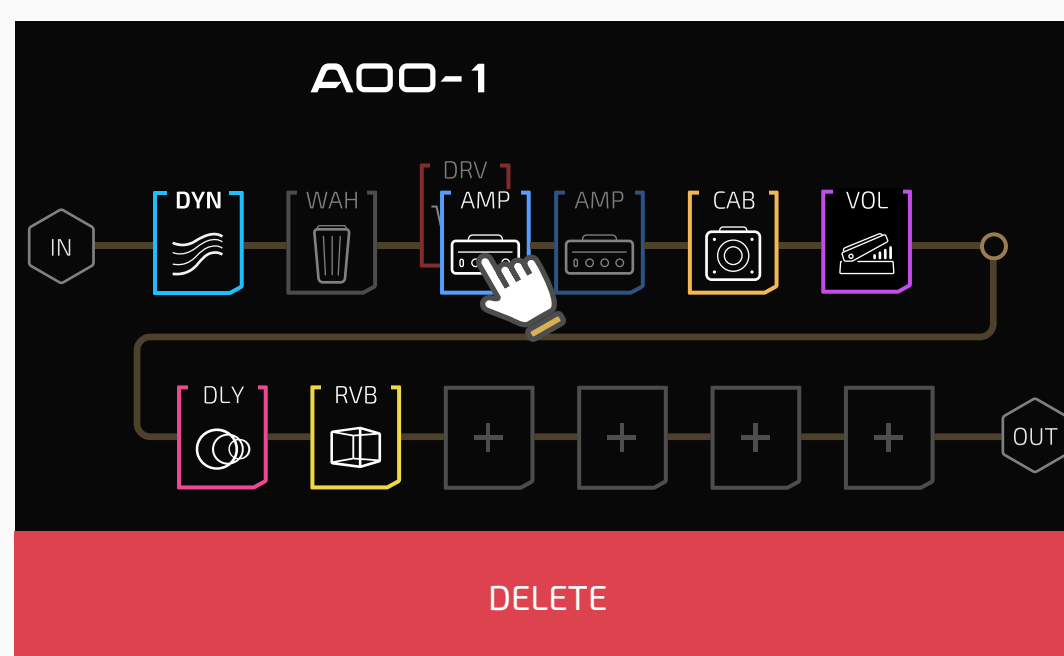 A00-1
DRV
IN DYN WAH AMP AMP CAB VOL
DLY RVB
OUT
DELETE